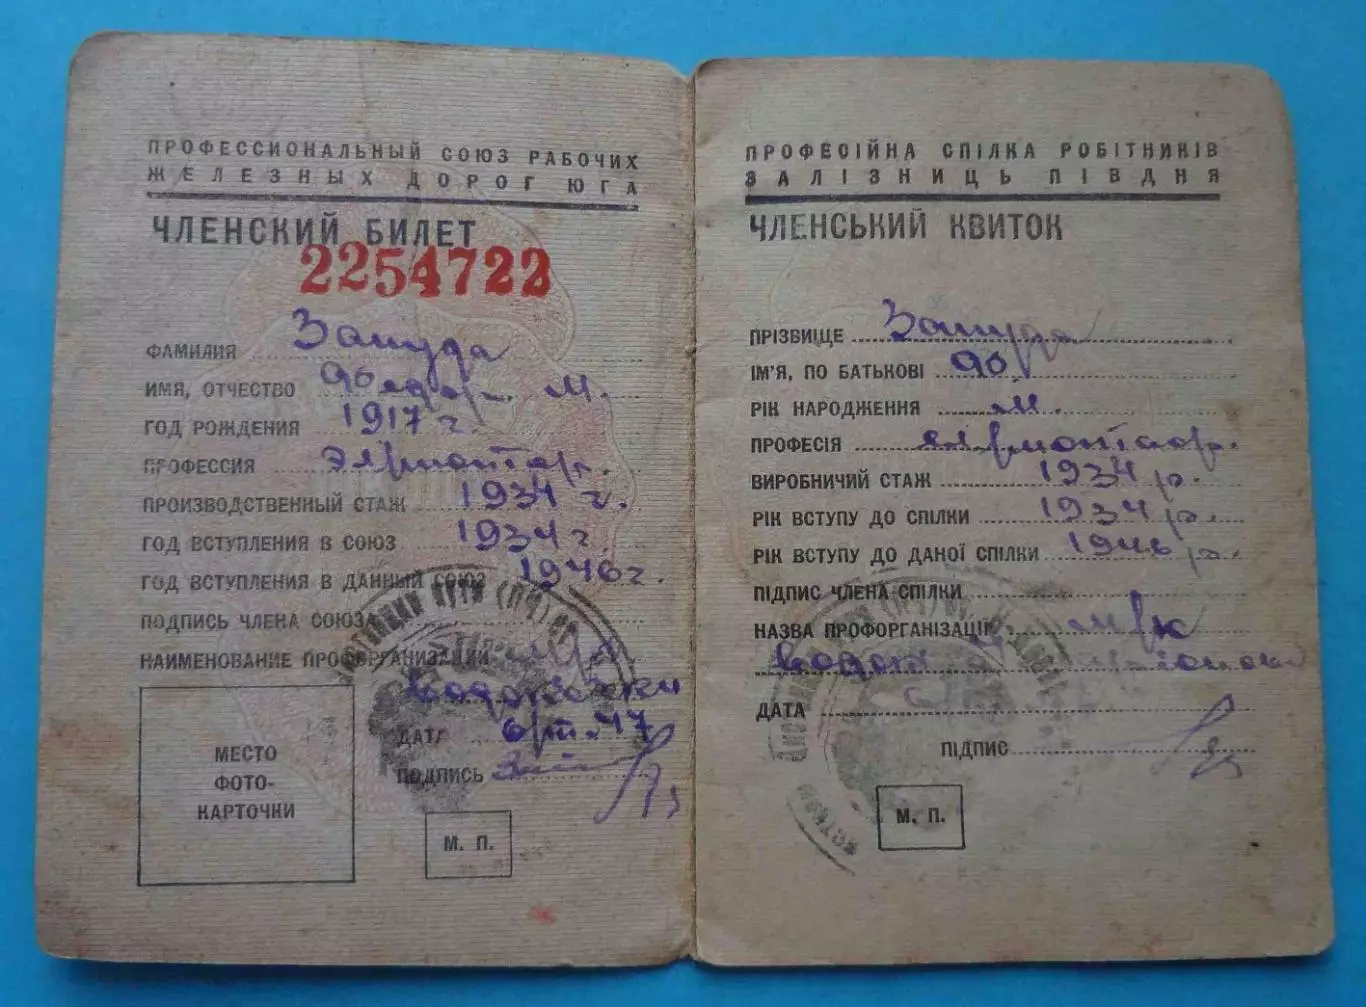 ПРОФЕССИОНАЛЬНЫЙ СОЮЗ РАБОЧИХ
ЖЕЛЕЗНЫХ ДОРОГ ЮГА
ЧЛЕНСКИЙ БИЛЕТ
2254722
ФАМИЛИЯ
ИМЯ, ОТЧЕСТВО М.
ГОД РОЖДЕНИЯ 1917 г.
ПРОФЕССИЯ
ПРОИЗВОДСТВЕННЫЙ СТАЖ 1934 г.
ГОД ВСТУПЛЕНИЯ В СОЮЗ 1934 г.
ГОД ВСТУПЛЕНИЯ В ДАННЫЙ СОЮЗ 1946 г.
ПОДПИСЬ ЧЛЕНА СОЮЗА
НАИМЕНОВАНИЕ ПРОФОРГАНИЗАЦИИ
ДАТА
ПОДПИСЬ
МЕСТО
ФОТО-
КАРТОЧКИ
М. П.
ПРОФЕСІЙНА СПІЛКА РОБІТНИКІВ
ЗАЛІЗНИЦЬ ПІВДНЯ
ЧЛЕНСЬКИЙ КВИТОК
ПРІЗВИЩЕ
ІМ'Я, ПО БАТЬКОВІ
РІК НАРОДЖЕННЯ М.
ПРОФЕСІЯ
ВИРОБНИЧИЙ СТАЖ 1934 р.
РІК ВСТУПУ ДО СПІЛКИ 1934 р.
РІК ВСТУПУ ДО ДАНОЇ СПІЛКИ 1946 р.
ПІДПИС ЧЛЕНА СПІЛКИ
НАЗВА ПРОФОРГАНІЗАЦІЇ
ДАТА
ПІДПИС
М. П.